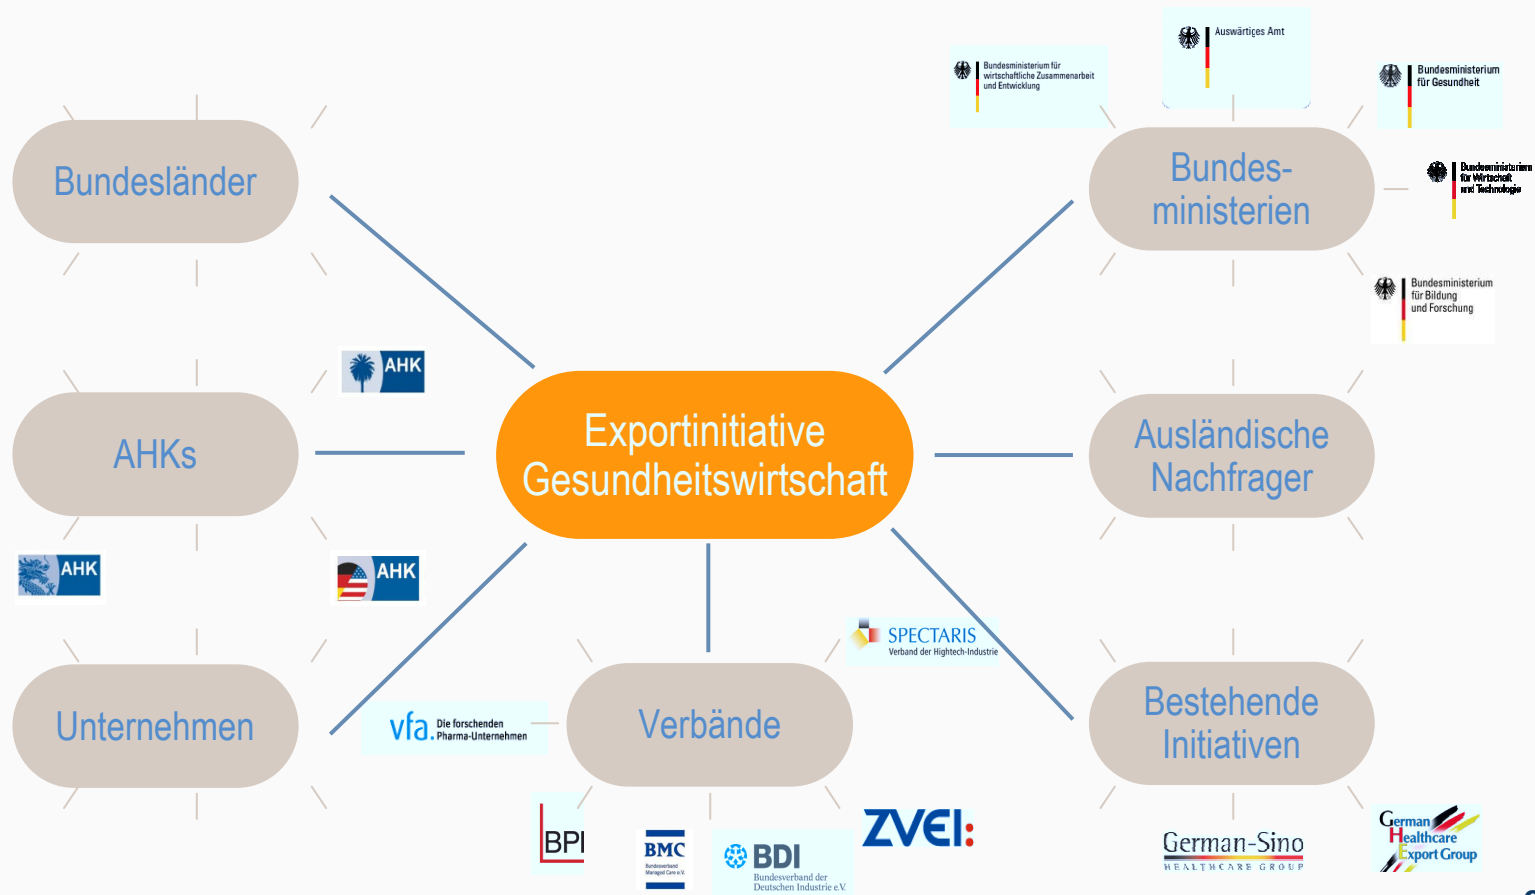 Auswärtiges Amt
Bundesministerium für
wirtschaftliche Zusammenarbeit
und Entwicklung
Bundesministerium
für Gesundheit
Bundesländer
Bundes-
ministerien
Bundesministerium
für Wirtschaft
und Technologie
Bundesministerium
für Bildung
und Forschung
AHK
AHKs
Exportinitiative
Gesundheitswirtschaft
Ausländische
Nachfrager
AHK
AHK
SPECTARIS
Verband der Hightech-Industrie
Unternehmen
vfa. Die forschenden
Pharma-Unternehmen
Verbände
Bestehende
Initiativen
BPI
BMC
Bundesverband
Managed Care e.V.
BDI
Bundesverband der
Deutschen Industrie e.V.
ZVEI:
German-Sino
HEALTHCARE GROUP
German
Healthcare
Export Group